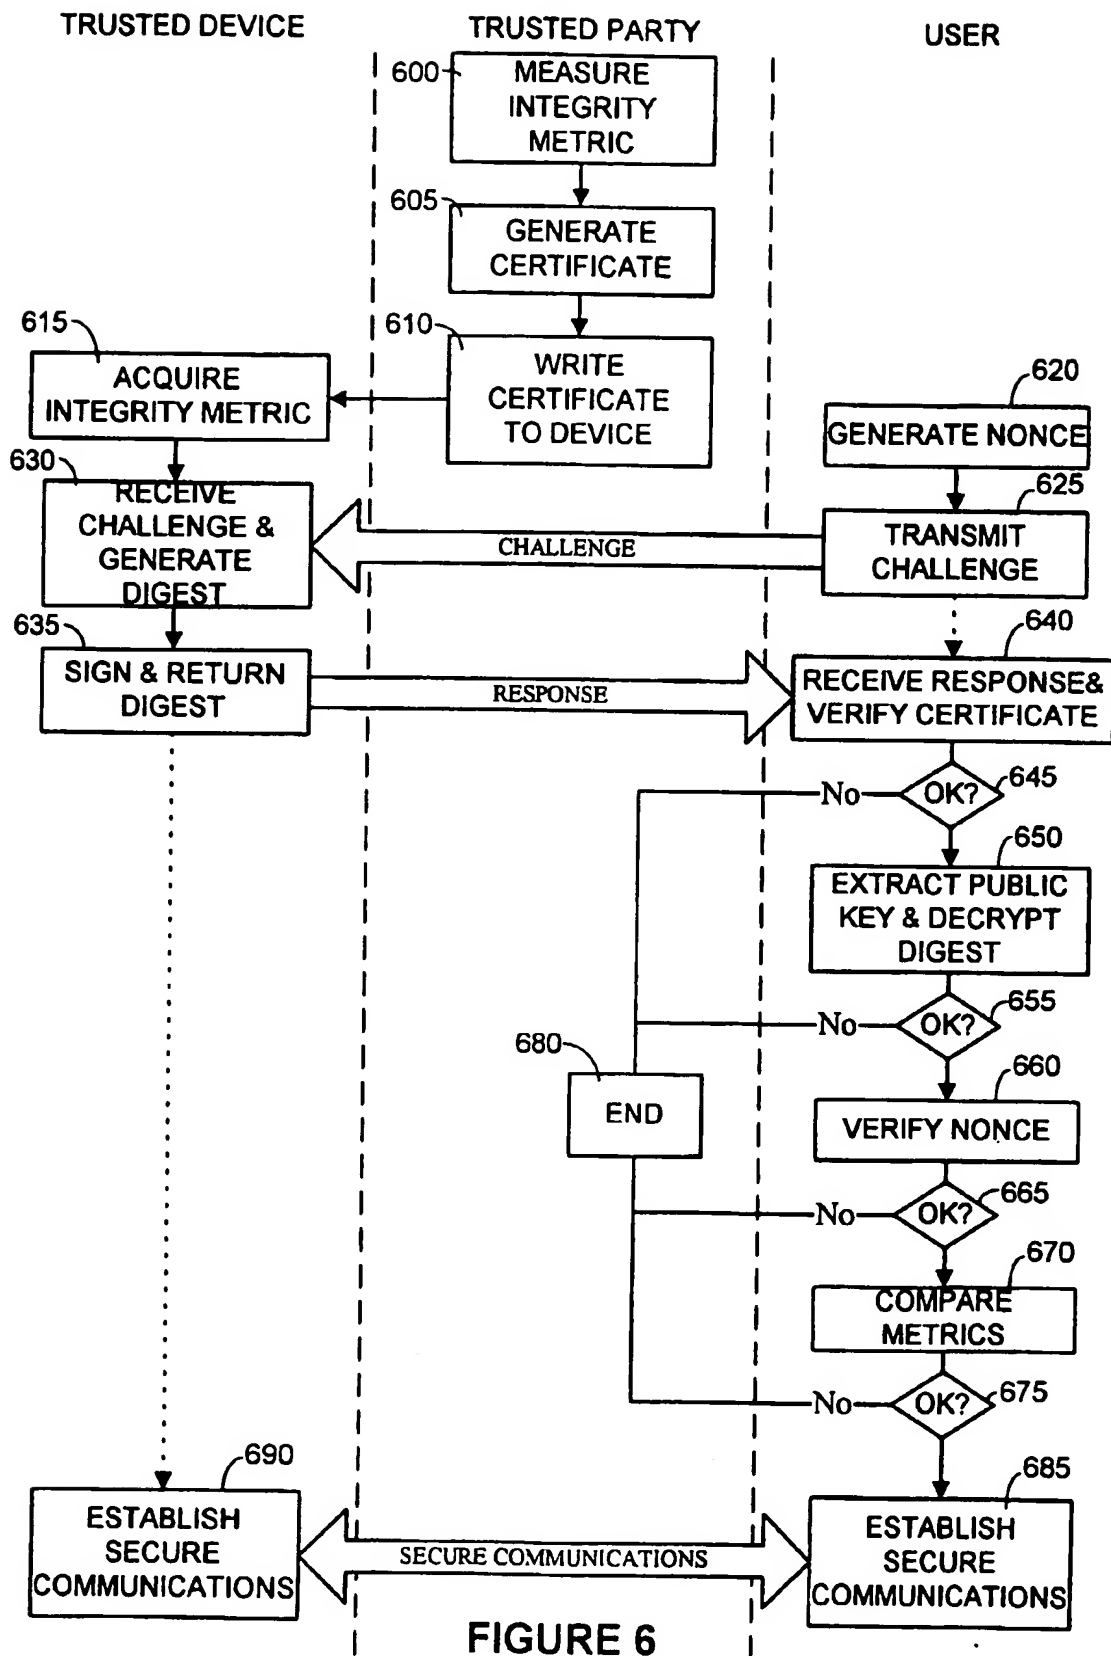 TRUSTED DEVICE
TRUSTED PARTY
USER
600
MEASURE
INTEGRITY
METRIC
605
GENERATE
CERTIFICATE
610
WRITE
CERTIFICATE
TO DEVICE
615
ACQUIRE
INTEGRITY METRIC
620
GENERATE NONCE
625
TRANSMIT
CHALLENGE
CHALLENGE
630
RECEIVE
CHALLENGE &
GENERATE
DIGEST
635
SIGN & RETURN
DIGEST
RESPONSE
640
RECEIVE RESPONSE&
VERIFY CERTIFICATE
645
OK?
No
650
EXTRACT PUBLIC
KEY & DECRYPT
DIGEST
655
OK?
No
680
END
660
VERIFY NONCE
665
OK?
No
670
COMPARE
METRICS
675
OK?
No
690
ESTABLISH
SECURE
COMMUNICATIONS
SECURE COMMUNICATIONS
685
ESTABLISH
SECURE
COMMUNICATIONS
FIGURE 6